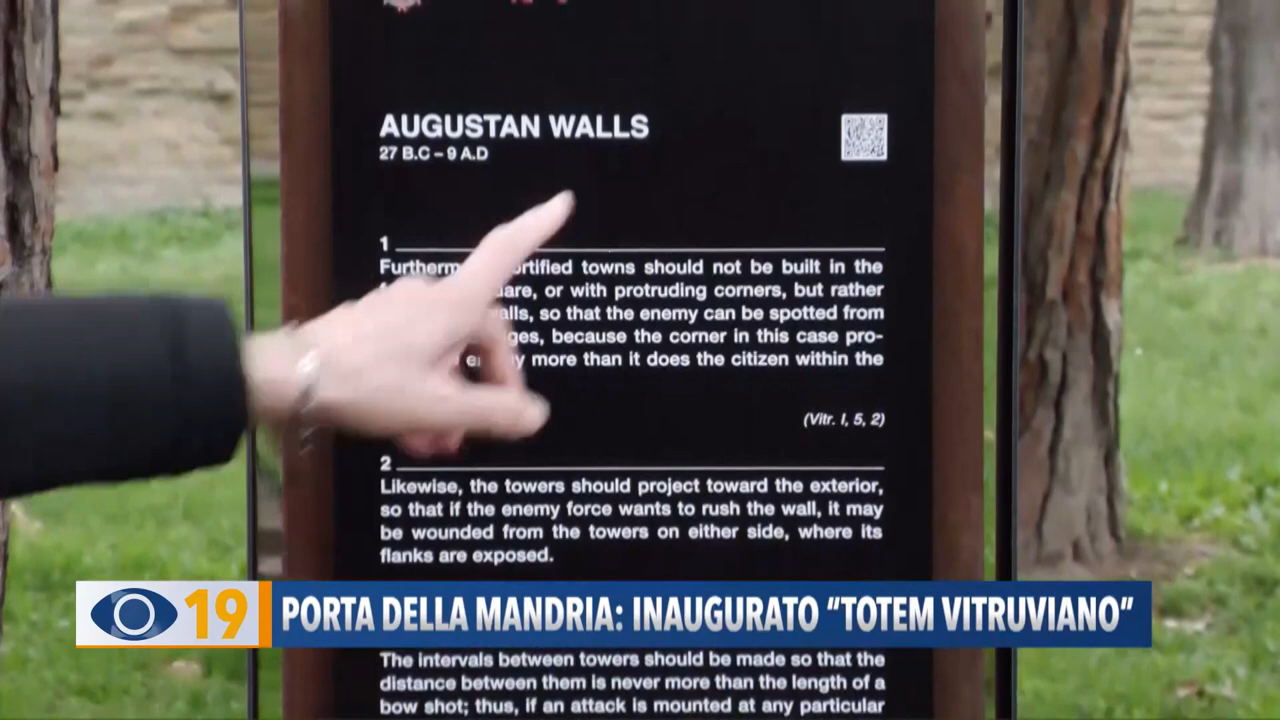 AUGUSTAN WALLS
27 B.C – 9 A.D
1
rtified towns should not be built in the
or with protruding corners, but rather
so that the enemy can be spotted from
because the corner in this case pro-
more than it does the citizen within the
(Vitr. I, 5, 2)
2
Likewise, the towers should project toward the exterior,
so that if the enemy force wants to rush the wall, it may
be wounded from the towers on either side, where its
flanks are exposed.
19 PORTA DELLA MANDRIA: INAUGURATO “TOTEM VITRUVIANO”
The intervals between towers should be made so that the
distance between them is never more than the length of a
bow shot; thus, if an attack is mounted at any particular